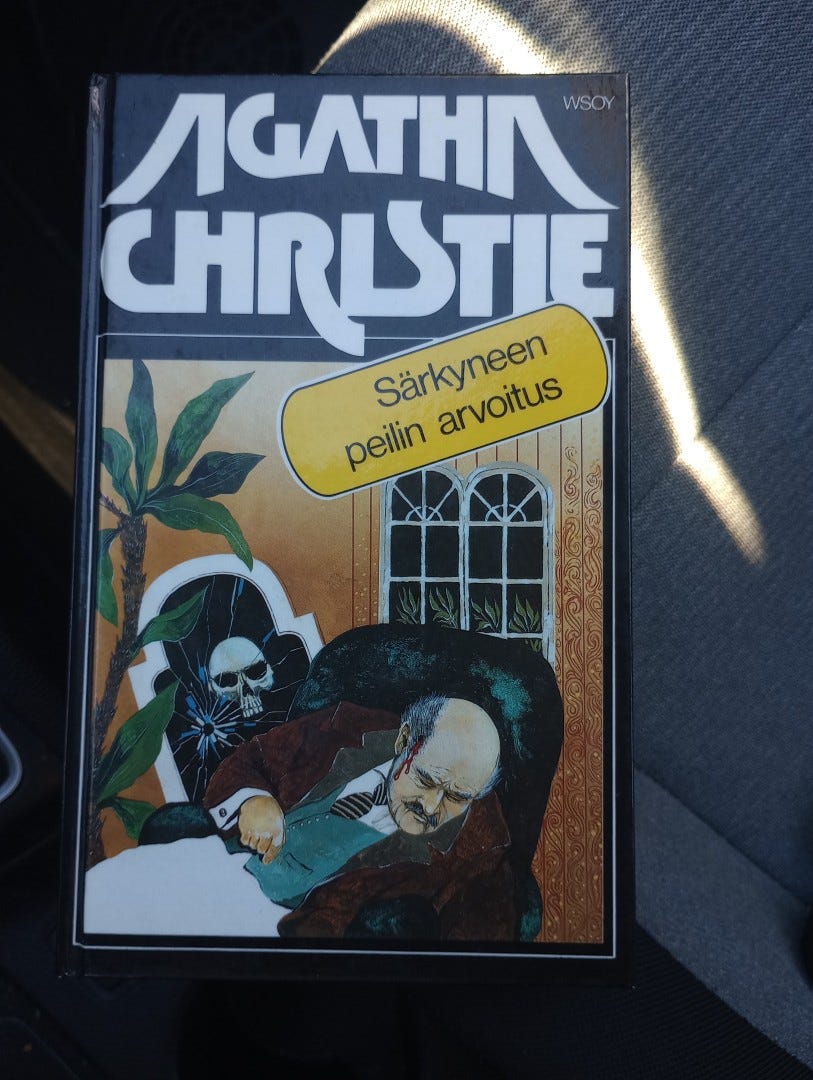 WSOY
AGATHA
CHRISTIE
Särkyneen
peilin arvoitus